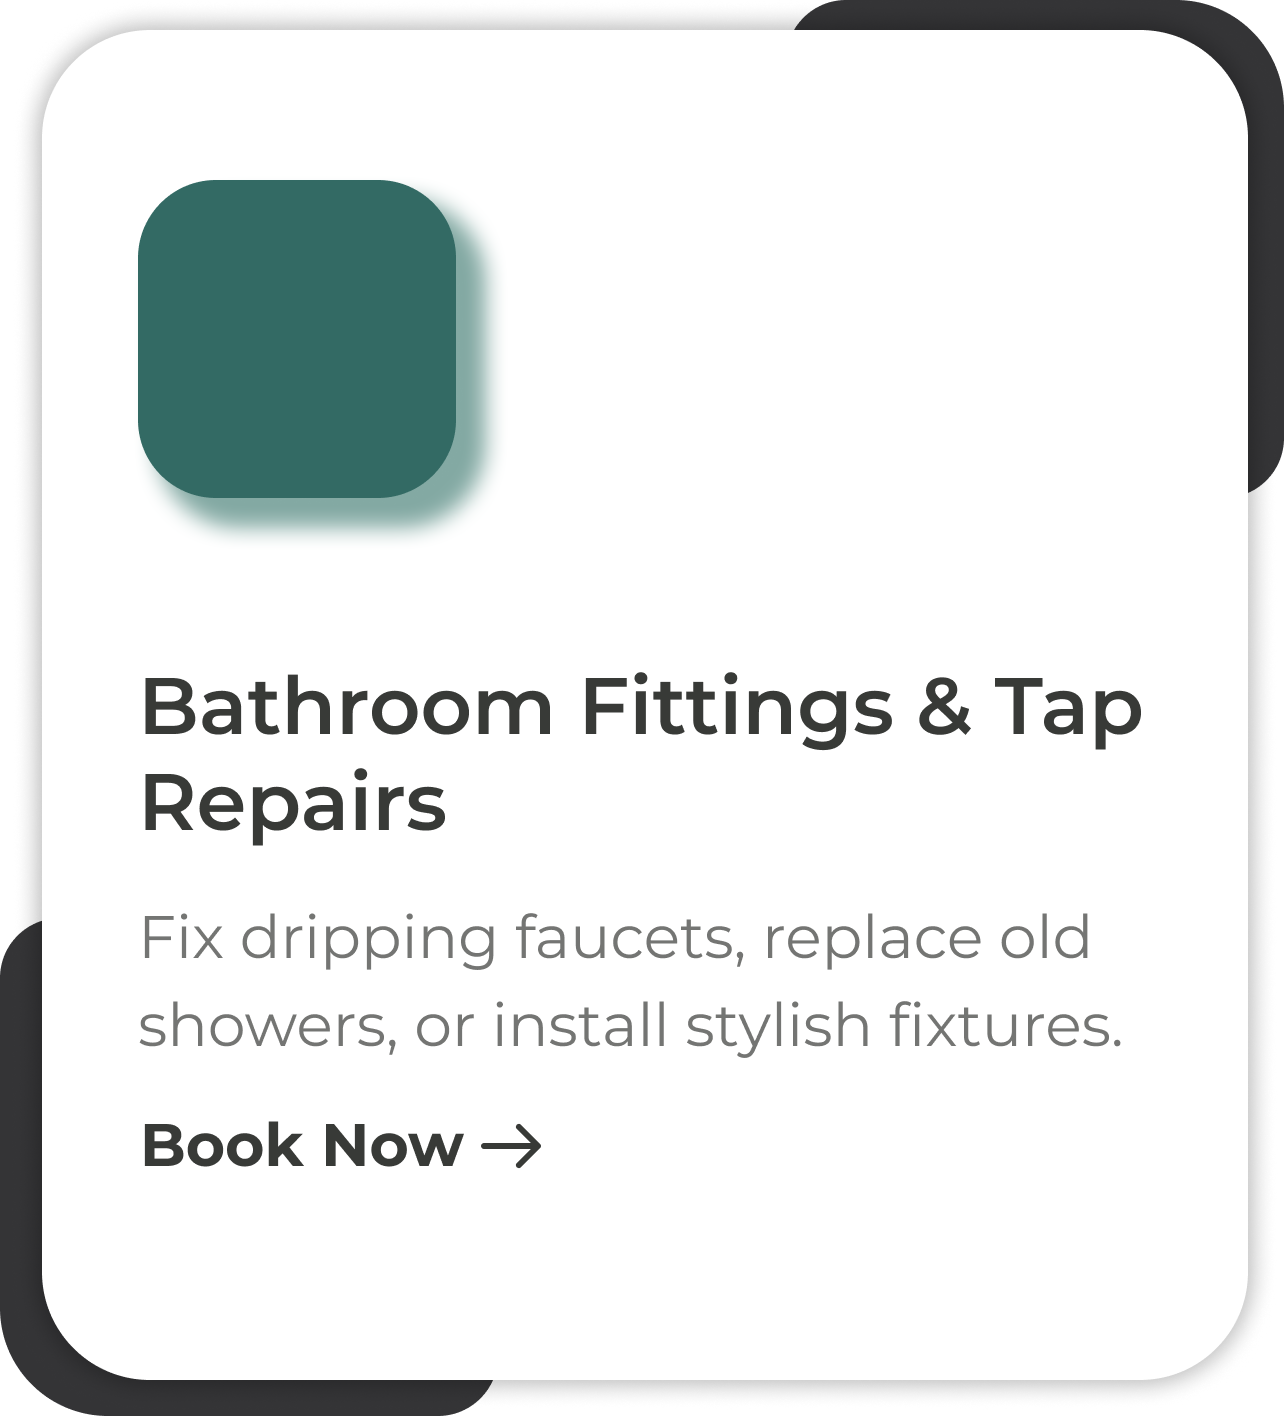 Bathroom Fittings & Tap
Repairs
Fix dripping faucets, replace old
showers, or install stylish fixtures.
Book Now →